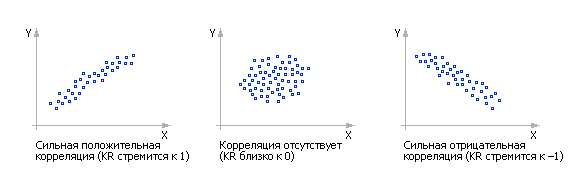 Y
X
Сильная положительная
корреляция (KR стремится к 1)
Y
X
Корреляция отсутствует
(KR близко к 0)
Y
X
Сильная отрицательная
корреляция (KR стремится к –1)